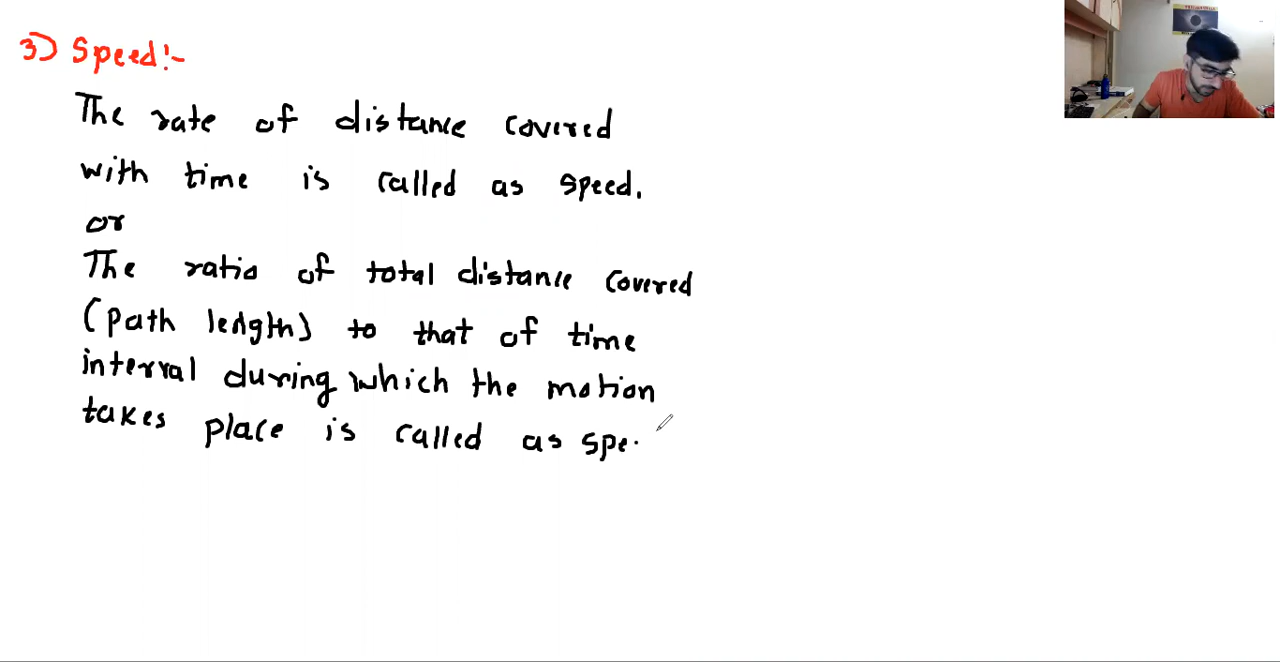 3) Speed:-
The rate of distance covered
with time is called as speed.
or
The ratio of total distance covered
(path length) to that of time
interval during which the motion
takes place is called as spe.